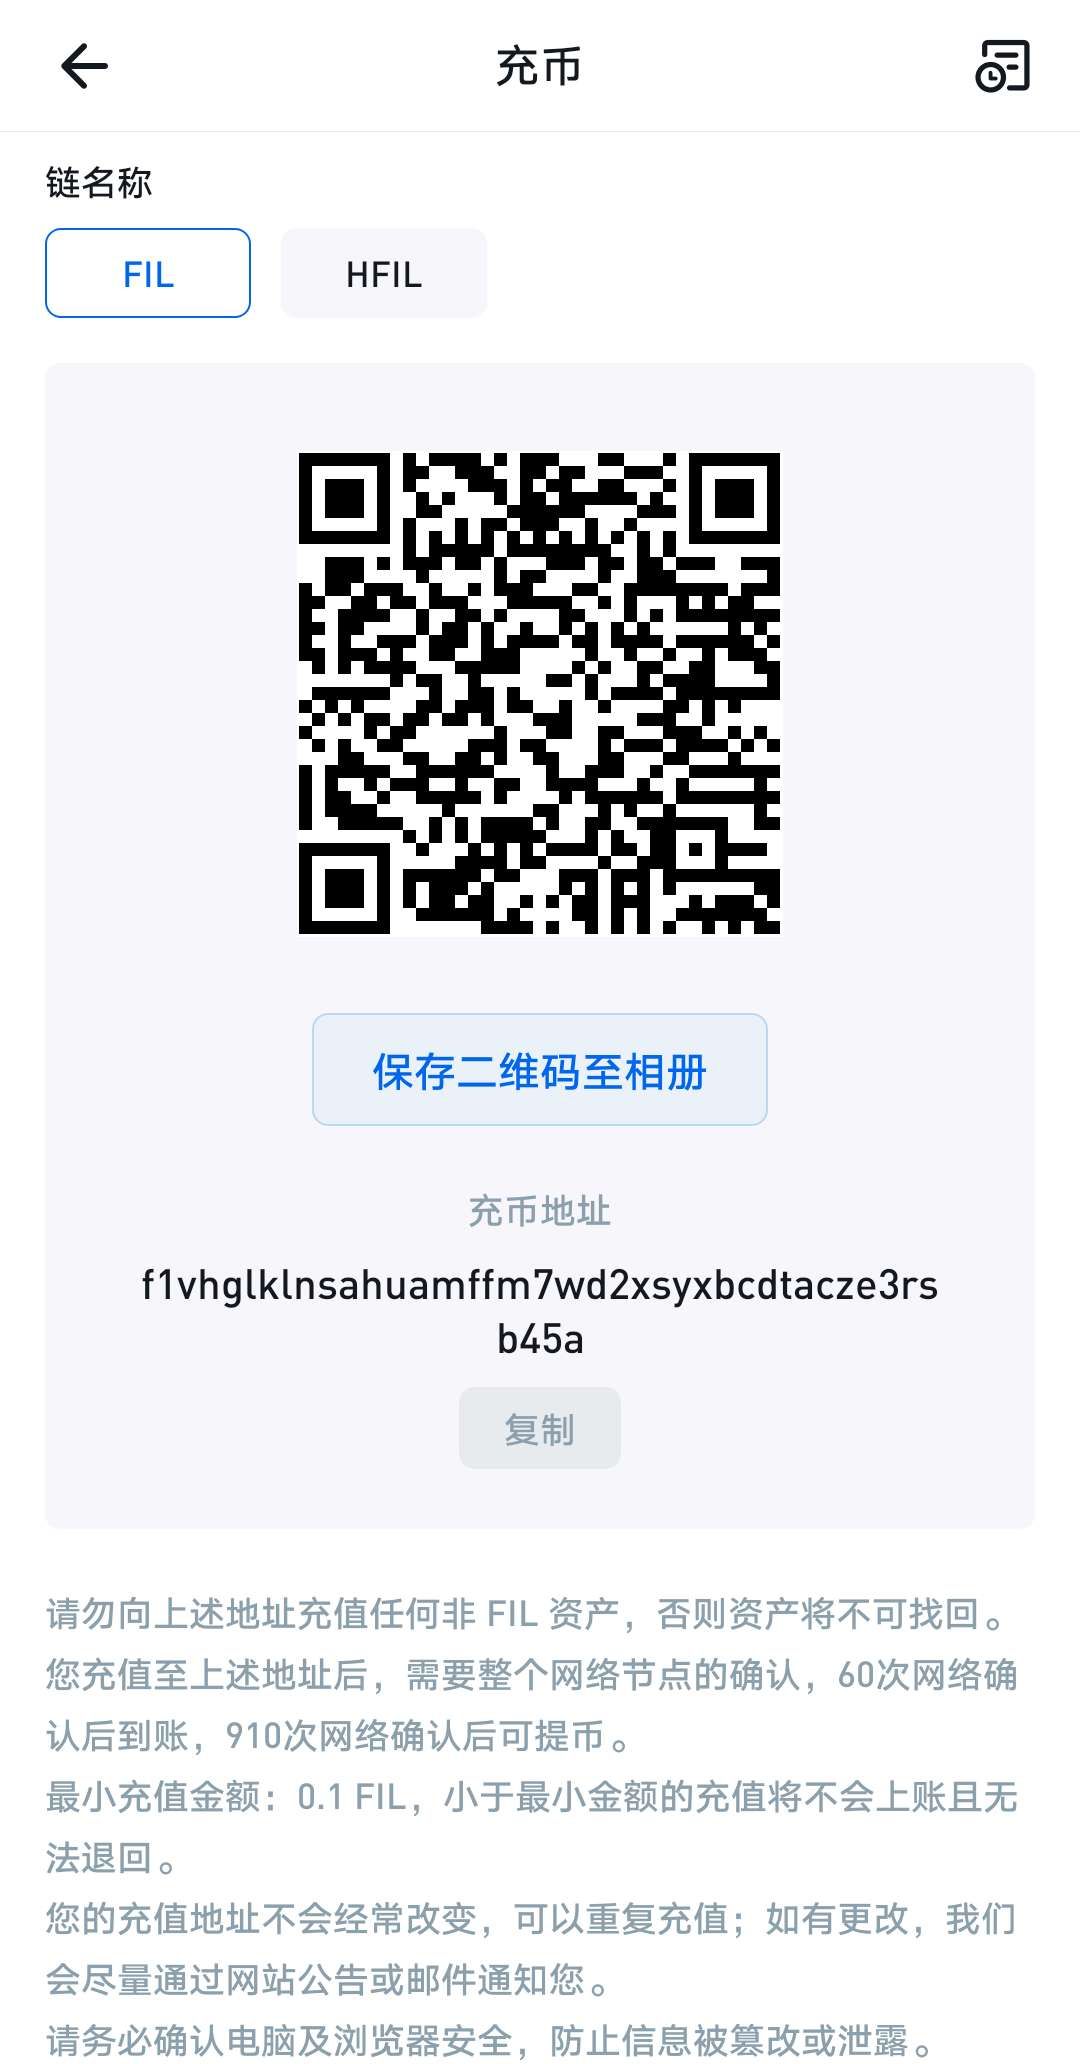 充币
链名称
FIL
HFIL
保存二维码至相册
充币地址
f1vhglklnsahuamffm7wd2xsyxbcdtacze3rs
b45a
复制
请勿向上述地址充值任何非 FIL 资产，否则资产将不可找回。
您充值至上述地址后，需要整个网络节点的确认，60次网络确
认后到账，910次网络确认后可提币。
最小充值金额：0.1 FIL，小于最小金额的充值将不会上账且无
法退回。
您的充值地址不会经常改变，可以重复充值；如有更改，我们
会尽量通过网站公告或邮件通知您。
请务必确认电脑及浏览器安全，防止信息被篡改或泄露。